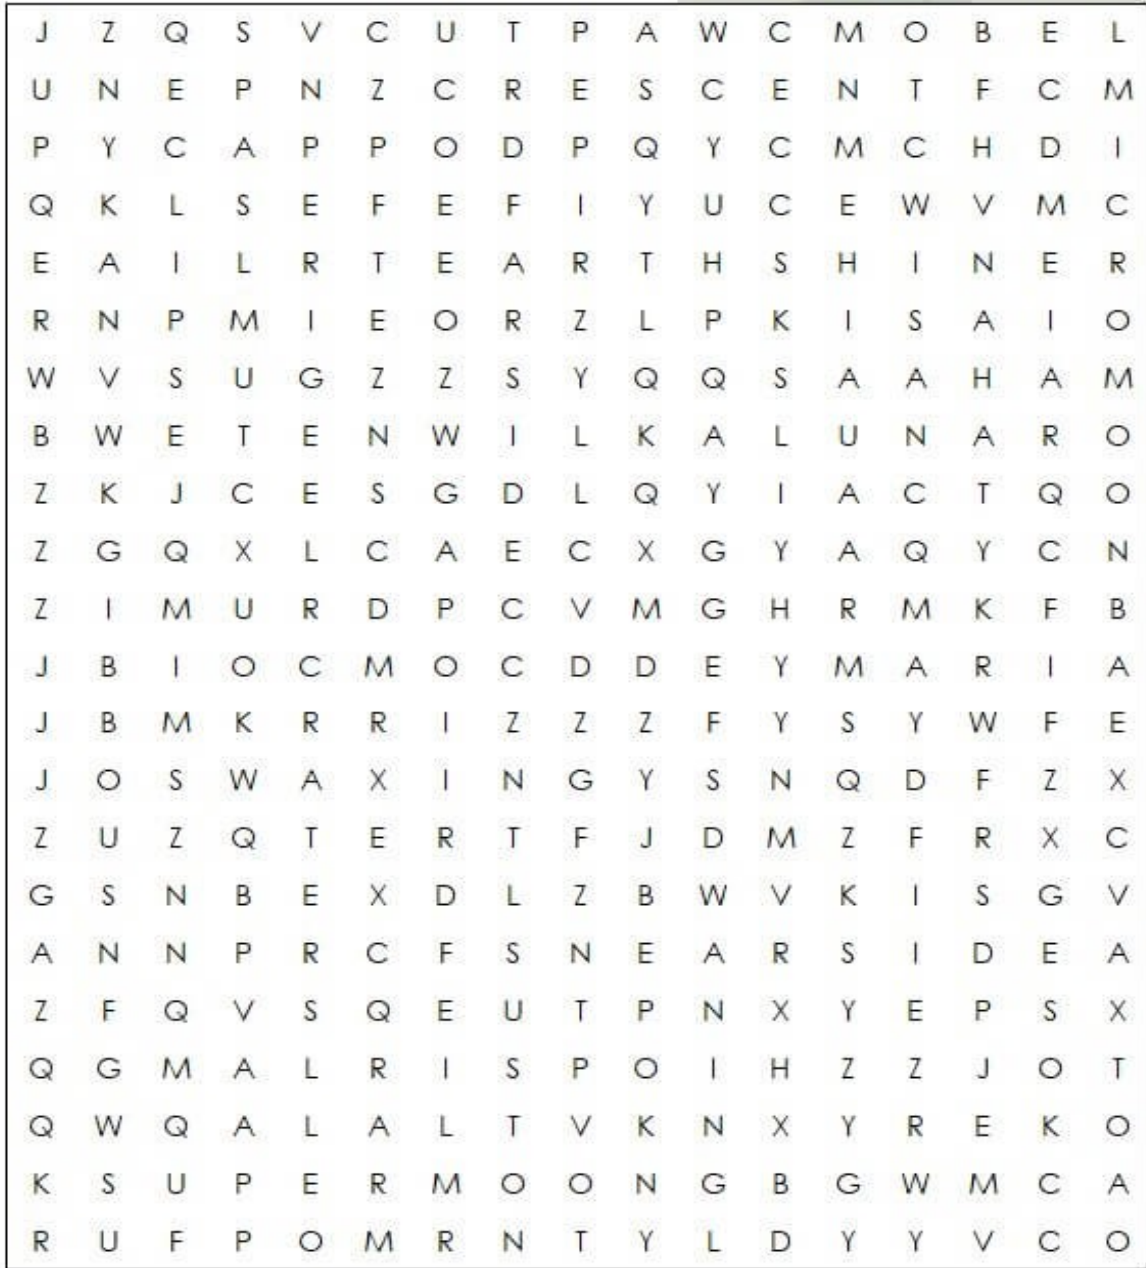 J Z Q S V C U T P A W C M O B E L
U N E P N Z C R E S C E N T F C M
P Y C A P P O D P Q Y C M C H D I
Q K L S E F E F I Y U C E W V M C
E A I L R T E A R T H S H I N E R
R N P M I E O R Z L P K I S A I O
W V S U G Z Z S Y Q Q S A A H A M
B W E T E N W I L K A L U N A R O
Z K J C E S G D L Q Y I A C T Q O
Z G Q X L C A E C X G Y A Q Y C N
Z I M U R D P C V M G H R M K F B
J B I O C M O C D D E Y M A R I A
J B M K R R I Z Z Z F Y S Y W F E
J O S W A X I N G Y S N Q D F Z X
Z U Z Q T E R T F J D M Z F R X C
G S N B E X D L Z B W V K I S G V
A N N P R C F S N E A R S I D E A
Z F Q V S Q E U T P N X Y E P S X
Q G M A L R I S P O I H Z Z J O T
Q W Q A L A L T V K N X Y R E K O
K S U P E R M O O N G B G W M C A
R U F P O M R N T Y L D Y Y V C O